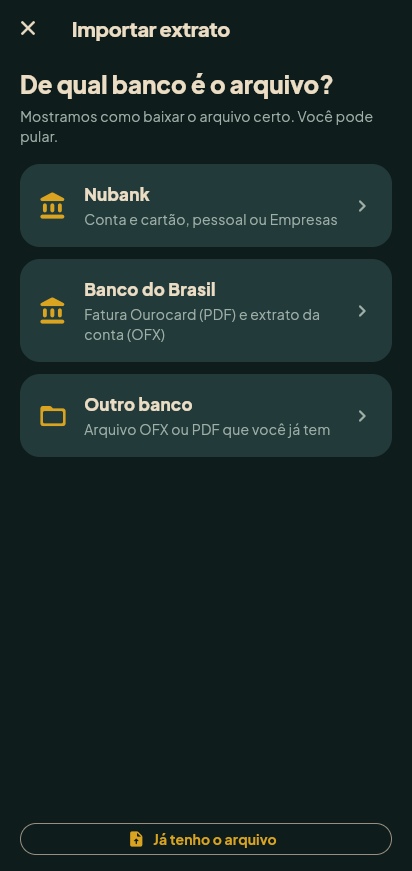 Importar extrato
De qual banco é o arquivo?
Mostramos como baixar o arquivo certo. Você pode
pular.
Nubank
Conta e cartão, pessoal ou Empresas
Banco do Brasil
Fatura Ourocard (PDF) e extrato da
conta (OFX)
Outro banco
Arquivo OFX ou PDF que você já tem
Já tenho o arquivo